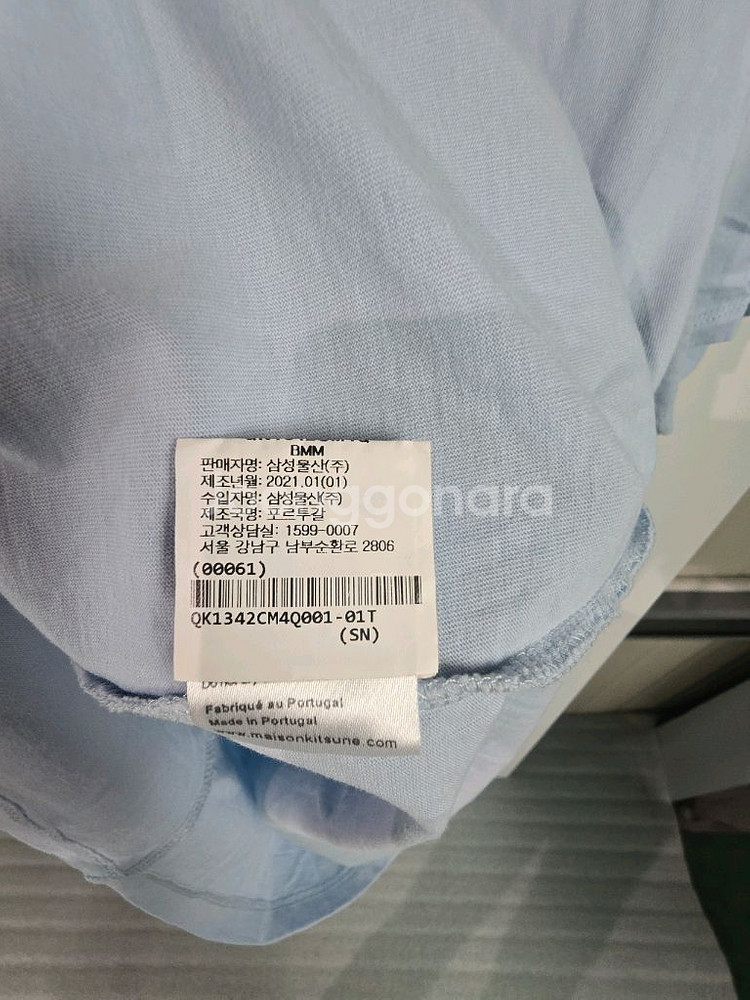 BMM
판매자명: 삼성물산(주)
제조년월: 2021.01(01)
수입자명: 삼성물산(주)
제조국명: 포르투갈
고객상담실: 1599-0007
서울 강남구 남부순환로 2806
(00061)
QK1342CM4Q001-01T
(SN)
Fabriqué au Portugal
Made in Portugal
www.maisonkitsune.com
ggonara